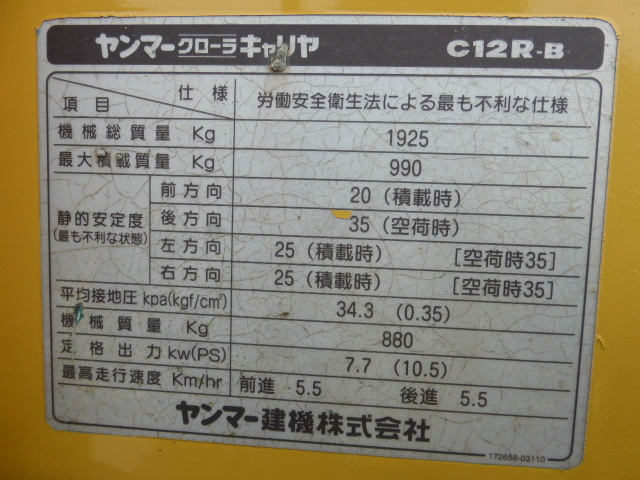 ヤンマークローラキャリヤ C12R-B
項目 仕様 労働安全衛生法による最も不利な仕様
機械総質量 Kg 1925
最大積載質量 Kg 990
静的安定度
(最も不利な状態)
前方向 20 (積載時)
後方向 35 (空荷時)
左方向 25 (積載時) [空荷時35]
右方向 25 (積載時) [空荷時35]
平均接地圧 kpa(kgf/cm²) 34.3 (0.35)
機械質量 Kg 880
定格出力 kw(PS) 7.7 (10.5)
最高走行速度 Km/hr 前進 5.5 後進 5.5
ヤンマー建機株式会社
172658-03110